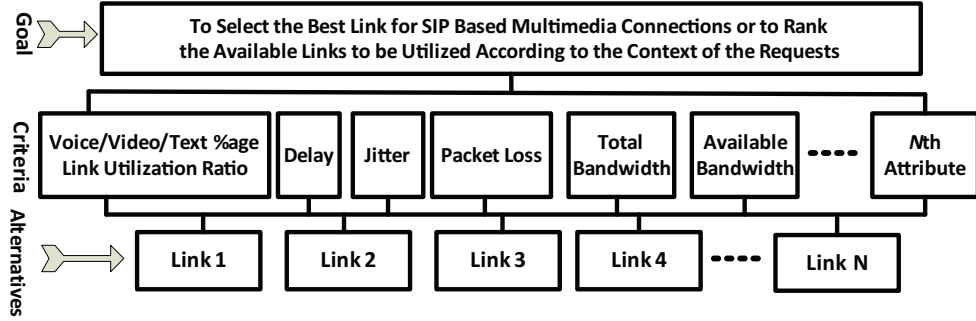 Goal
To Select the Best Link for SIP Based Multimedia Connections or to Rank
the Available Links to be Utilized According to the Context of the Requests
Criteria
Voice/Video/Text %age
Link Utilization Ratio
Delay
Jitter
Packet Loss
Total
Bandwidth
Available
Bandwidth
Nth
Attribute
Alternatives
Link 1
Link 2
Link 3
Link 4
Link N